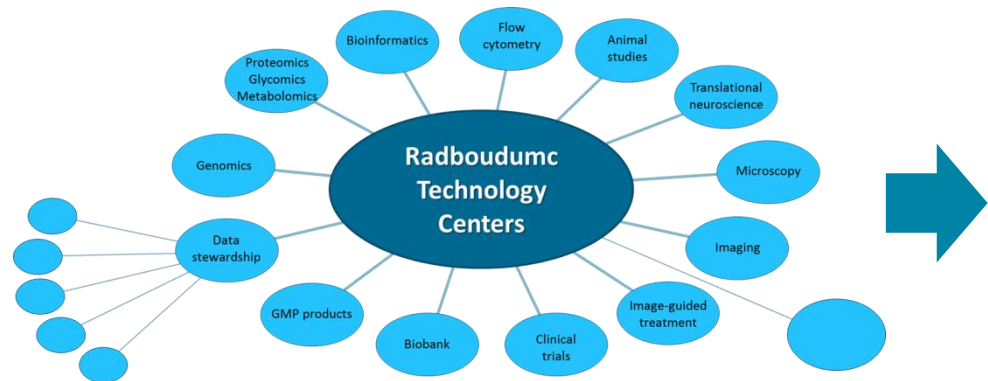 Flow
cytometry
Bioinformatics
Animal
studies
Proteomics
Glycomics
Metabolomics
Translational
neuroscience
Radboudumc
Technology
Centers
Genomics
Microscopy
Data
stewardship
Imaging
GMP products
Image-guided
treatment
Biobank
Clinical
trials